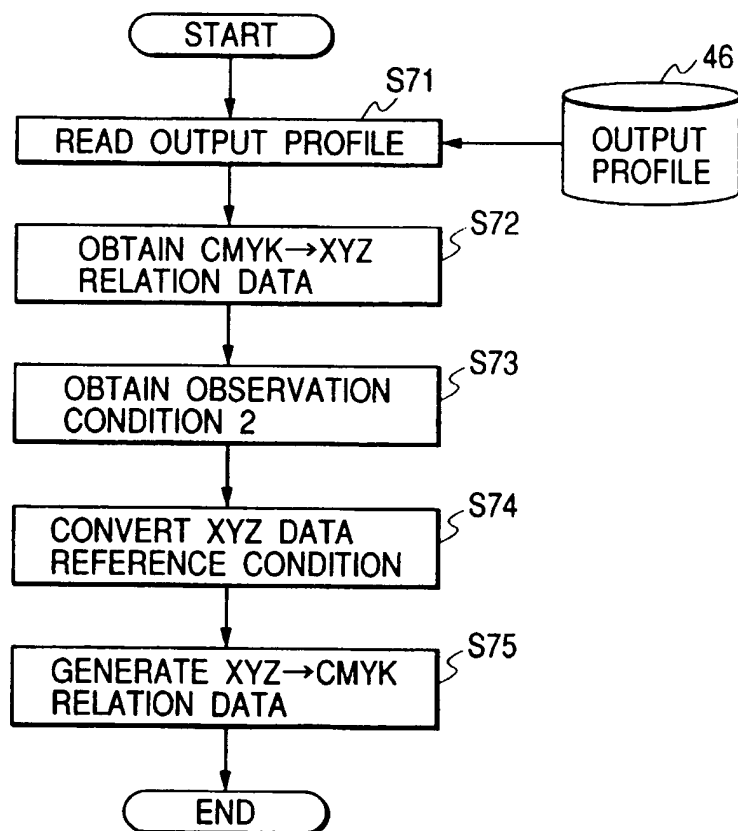 START
S71
46
READ OUTPUT PROFILE
OUTPUT
PROFILE
S72
OBTAIN CMYK→XYZ
RELATION DATA
S73
OBTAIN OBSERVATION
CONDITION 2
S74
CONVERT XYZ DATA
REFERENCE CONDITION
S75
GENERATE XYZ→CMYK
RELATION DATA
END